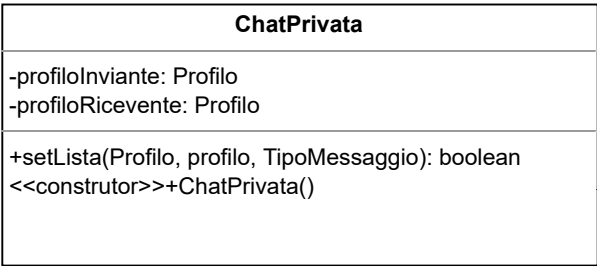 ChatPrivata
-profiloInviante: Profilo
-profiloRicevente: Profilo
+setLista(Profilo, profilo, TipoMessaggio): boolean
<<construtor>>+ChatPrivata()